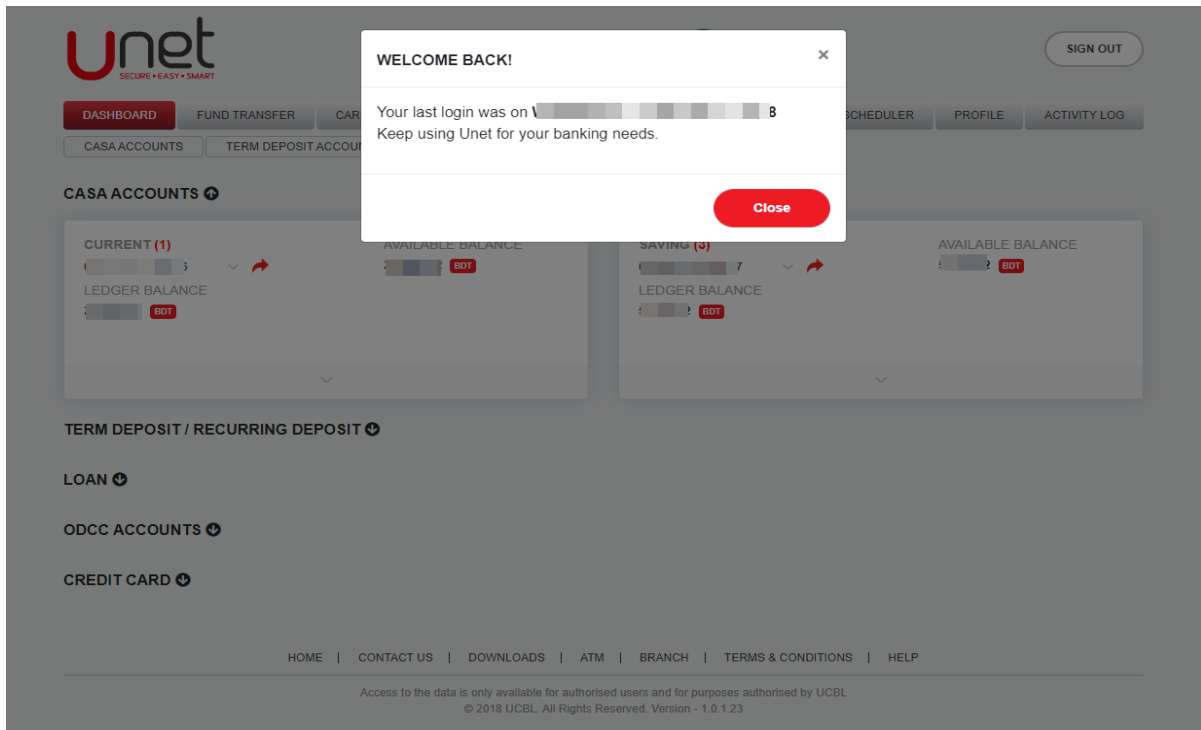 unet
SECURE • EASY • SMART
WELCOME BACK!
×
SIGN OUT
Your last login was on
Keep using Unet for your banking needs.
Close
DASHBOARD FUND TRANSFER CAR SCHEDULER PROFILE ACTIVITY LOG
CASA ACCOUNTS TERM DEPOSIT ACCOU
CASA ACCOUNTS
CURRENT (1) AVAILABLE BALANCE SAVING (3) AVAILABLE BALANCE
BDT BDT
LEDGER BALANCE LEDGER BALANCE
BDT BDT
TERM DEPOSIT / RECURRING DEPOSIT
LOAN
ODCC ACCOUNTS
CREDIT CARD
HOME | CONTACT US | DOWNLOADS | ATM | BRANCH | TERMS & CONDITIONS | HELP
Access to the data is only available for authorised users and for purposes authorised by UCBL
© 2018 UCBL. All Rights Reserved. Version - 1.0.1.23